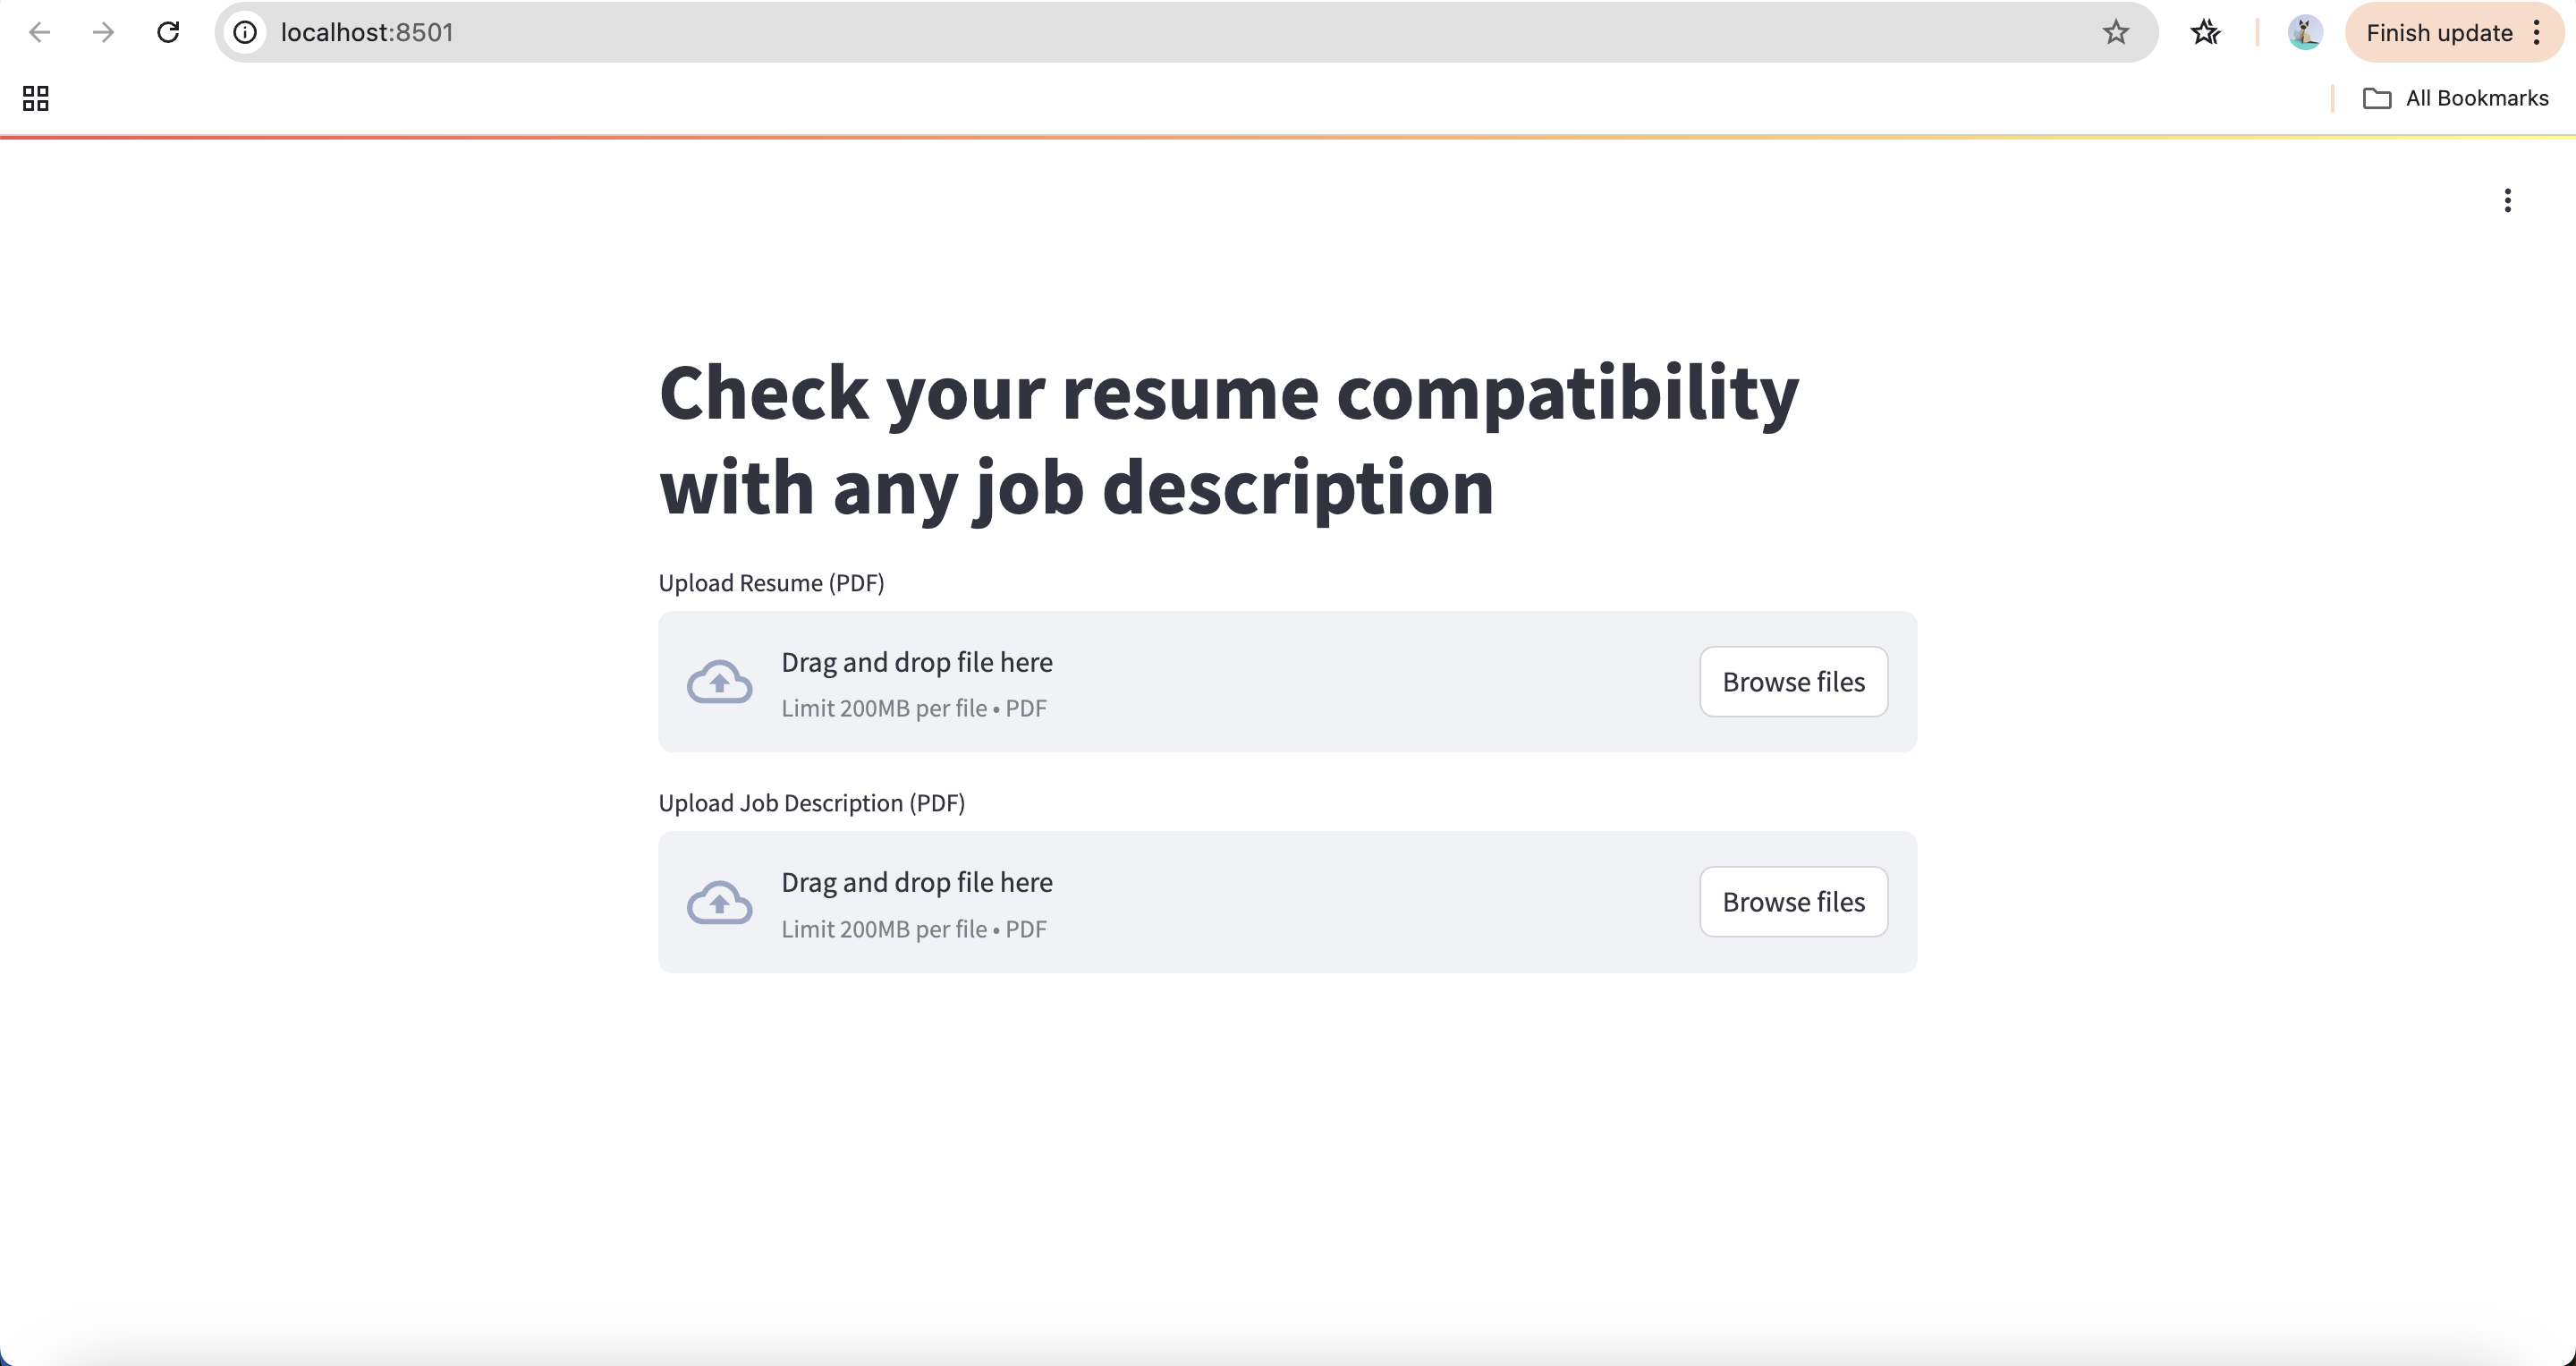 localhost:8501
Finish update
All Bookmarks
Check your resume compatibility
with any job description
Upload Resume (PDF)
Drag and drop file here
Limit 200MB per file • PDF
Browse files
Upload Job Description (PDF)
Drag and drop file here
Limit 200MB per file • PDF
Browse files